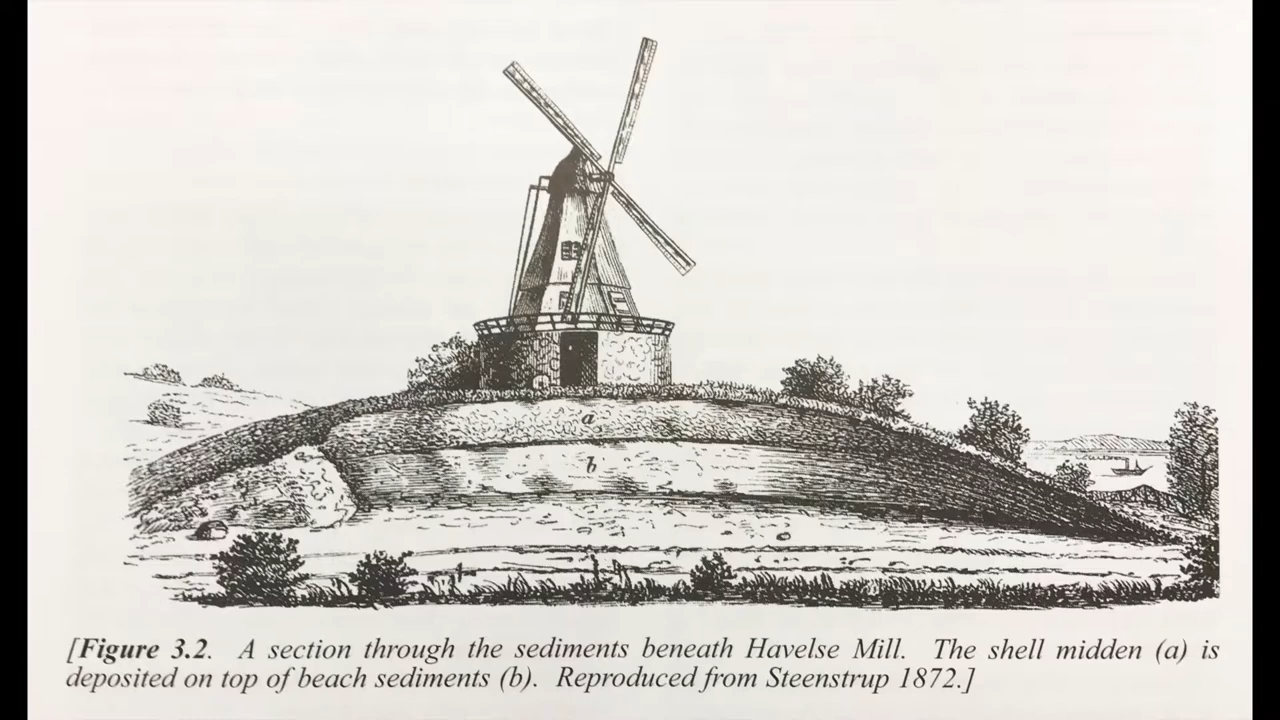 a
b
[Figure 3.2. A section through the sediments beneath Havelse Mill. The shell midden (a) is
deposited on top of beach sediments (b). Reproduced from Steenstrup 1872.]